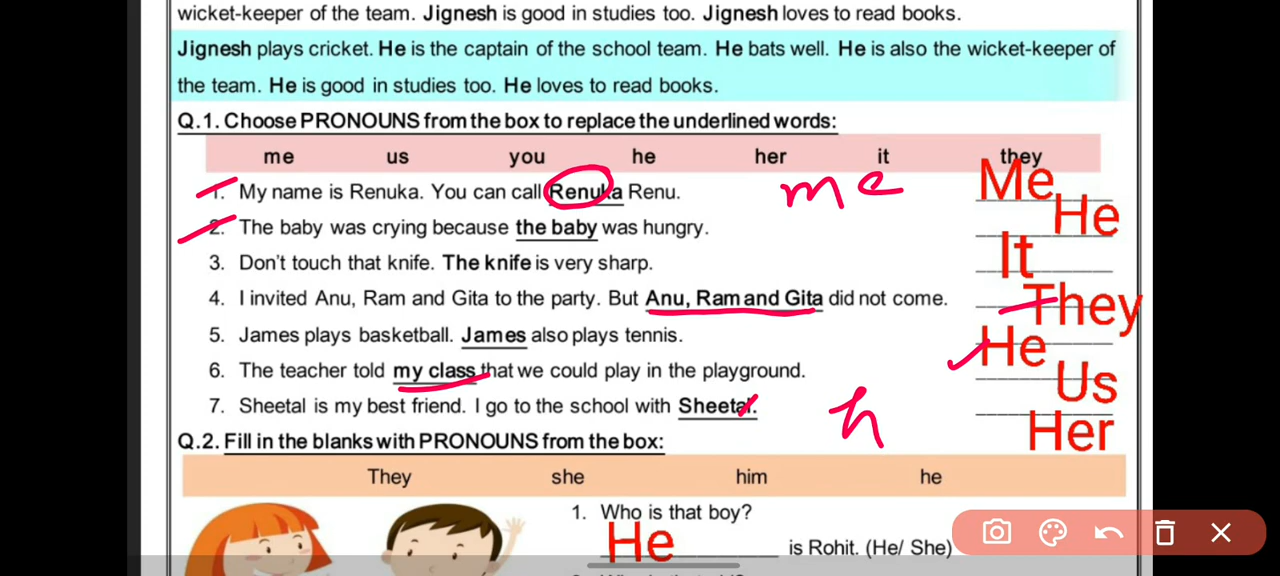 wicket-keeper of the team. Jignesh is good in studies too. Jignesh loves to read books.
Jignesh plays cricket. He is the captain of the school team. He bats well. He is also the wicket-keeper of
the team. He is good in studies too. He loves to read books.
Q.1. Choose PRONOUNS from the box to replace the underlined words:
me us you he her it they
1. My name is Renuka. You can call Renuka Renu. me Me
2. The baby was crying because the baby was hungry. He
3. Don't touch that knife. The knife is very sharp. It
4. I invited Anu, Ram and Gita to the party. But Anu, Ram and Gita did not come. They
5. James plays basketball. James also plays tennis. He
6. The teacher told my class that we could play in the playground. Us
7. Sheetal is my best friend. I go to the school with Sheetal. h Her
Q.2. Fill in the blanks with PRONOUNS from the box:
They she him he
1. Who is that boy?
He is Rohit. (He/ She)